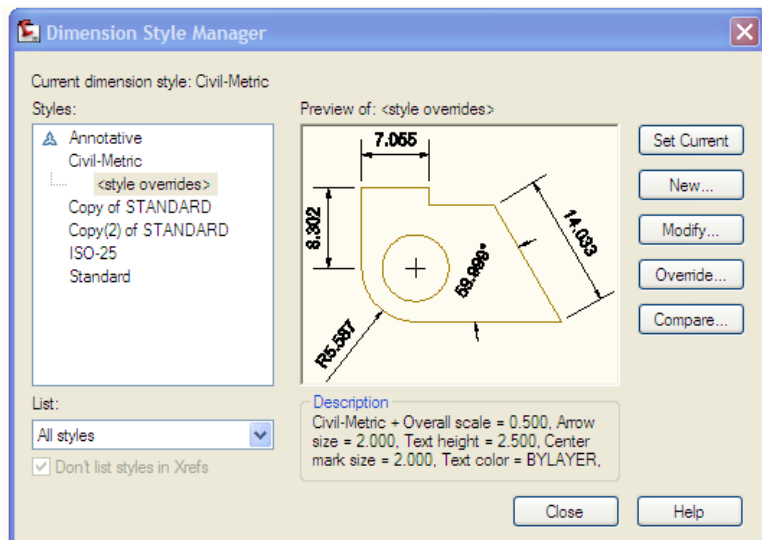 Dimension Style Manager
Current dimension style: Civil-Metric
Styles:
Annotative
Civil-Metric
<style overrides>
Copy of STANDARD
Copy(2) of STANDARD
ISO-25
Standard
Preview of: <style overrides>
7.055
8.302
14.033
59.999°
R5.587
Set Current
New...
Modify...
Override...
Compare...
List:
All styles
Don't list styles in Xrefs
Description
Civil-Metric + Overall scale = 0.500, Arrow
size = 2.000, Text height = 2.500, Center
mark size = 2.000, Text color = BYLAYER,
Close
Help